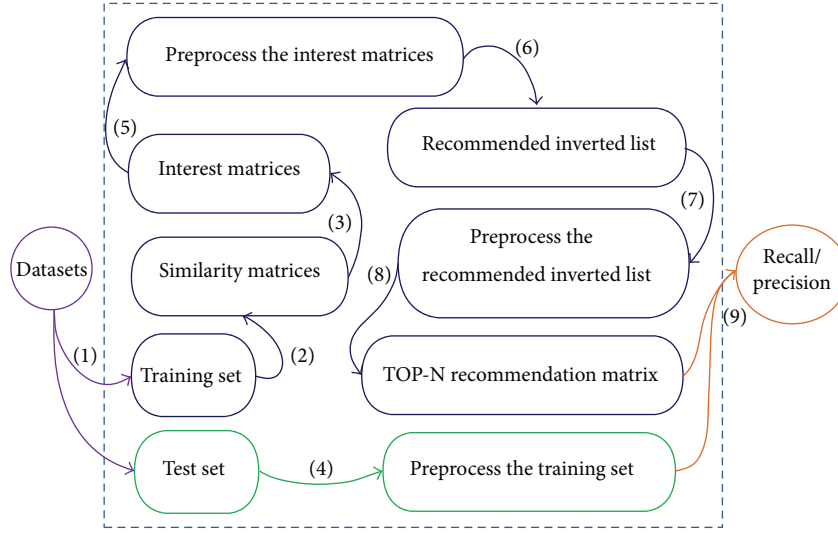 Preprocess the interest matrices
(6)
Recommended inverted list
(5)
Interest matrices
(7)
(3)
Preprocess the
recommended inverted list
Datasets
Similarity matrices
(8)
Recall/
precision
(9)
(1)
(2)
Training set
TOP-N recommendation matrix
Test set
(4)
Preprocess the training set